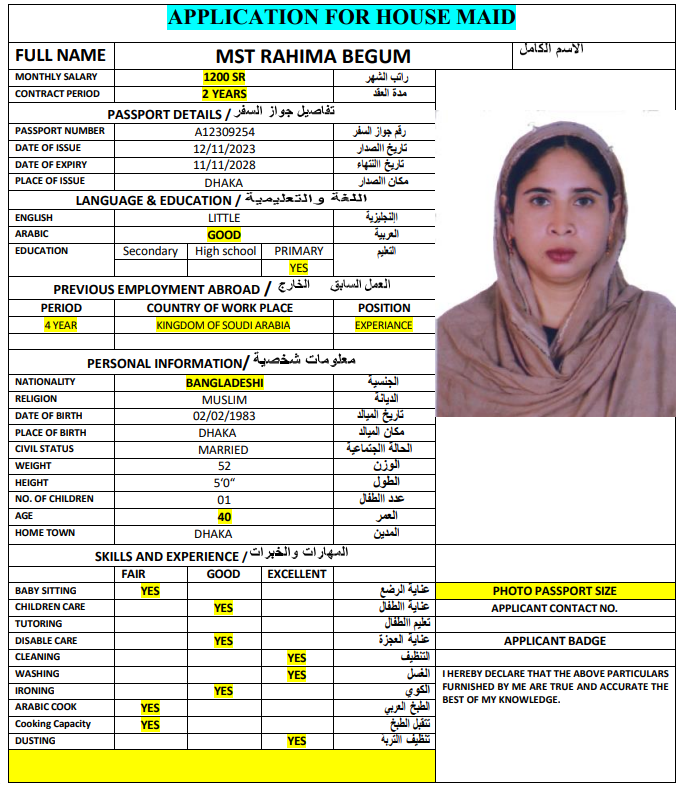 APPLICATION FOR HOUSE MAID
FULL NAME MST RAHIMA BEGUM الاسم الكامل
MONTHLY SALARY 1200 SR راتب الشهر
CONTRACT PERIOD 2 YEARS مدة العقد
PASSPORT DETAILS / تفاصيل جواز السفر
PASSPORT NUMBER A12309254 رقم جواز السفر
DATE OF ISSUE 12/11/2023 تاريخ االصدار
DATE OF EXPIRY 11/11/2028 تاريخ االنتهاء
PLACE OF ISSUE DHAKA مكان االصدار
LANGUAGE & EDUCATION / اللغة والتعليمية
ENGLISH LITTLE اإلنجليزية
ARABIC GOOD العربية
EDUCATION Secondary High school PRIMARY التعليم
YES
PREVIOUS EMPLOYMENT ABROAD / العمل السابق الخارج
PERIOD COUNTRY OF WORK PLACE POSITION
4 YEAR KINGDOM OF SOUDI ARABIA EXPERIANCE
PERSONAL INFORMATION/ معلومات شخصية
NATIONALITY BANGLADESHI الجنسية
RELIGION MUSLIM الديانة
DATE OF BIRTH 02/02/1983 تاريخ الميالد
PLACE OF BIRTH DHAKA مكان الميالد
CIVIL STATUS MARRIED الحالة االجتماعية
WEIGHT 52 الوزن
HEIGHT 5'0" الطول
NO. OF CHILDREN 01 عدد االطفال
AGE 40 العمر
HOME TOWN DHAKA المدين
SKILLS AND EXPERIENCE / المهارات والخبرات
FAIR GOOD EXCELLENT
BABY SITTING YES عناية الرضع PHOTO PASSPORT SIZE
CHILDREN CARE YES عناية االطفال APPLICANT CONTACT NO.
TUTORING تعليم االطفال
DISABLE CARE YES عناية العجزة APPLICANT BADGE
CLEANING YES التنظيف
WASHING YES الغسل I HEREBY DECLARE THAT THE ABOVE PARTICULARS
IRONING YES الكوي FURNISHED BY ME ARE TRUE AND ACCURATE THE
BEST OF MY KNOWLEDGE.
ARABIC COOK YES الطبخ العربي
Cooking Capacity YES تتقبل الطبخ
DUSTING YES تنظيف االتربة